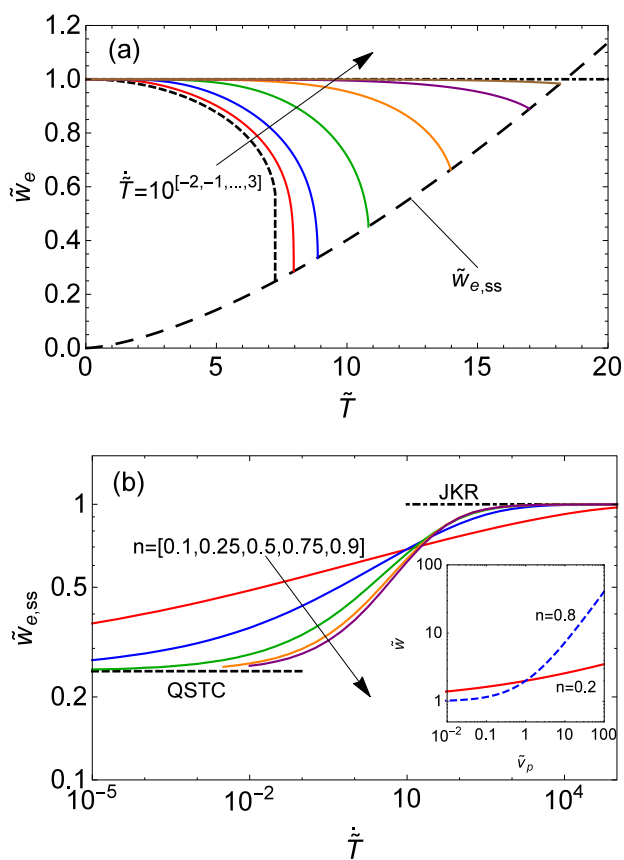 (a)
1.2
1.0
0.8
0.6
0.4
0.2
0.0
w̃ₑ
Ṫ̃=10^[-2,-1,...,3]
w̃ₑ,ss
0 5 10 15 20
T̃
(b)
1
0.5
0.2
0.1
w̃ₑ,ss
JKR
n=[0.1,0.25,0.5,0.75,0.9]
QSTC
100
10
1
w̃
n=0.8
n=0.2
10⁻² 0.1 1 10 100
ṽₚ
10⁻⁵ 10⁻² 10 10⁴
Ṫ̃